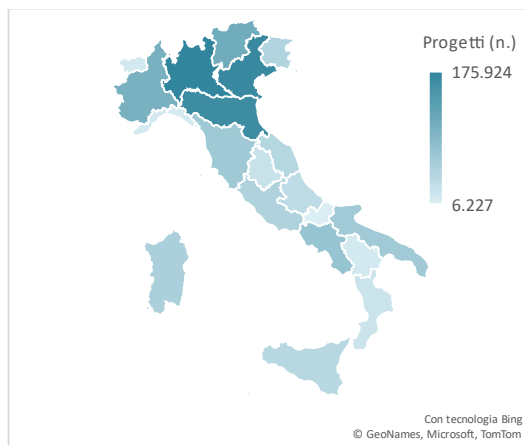 Progetti (n.)
175.924
6.227
Con tecnologia Bing
© GeoNames, Microsoft, TomTom